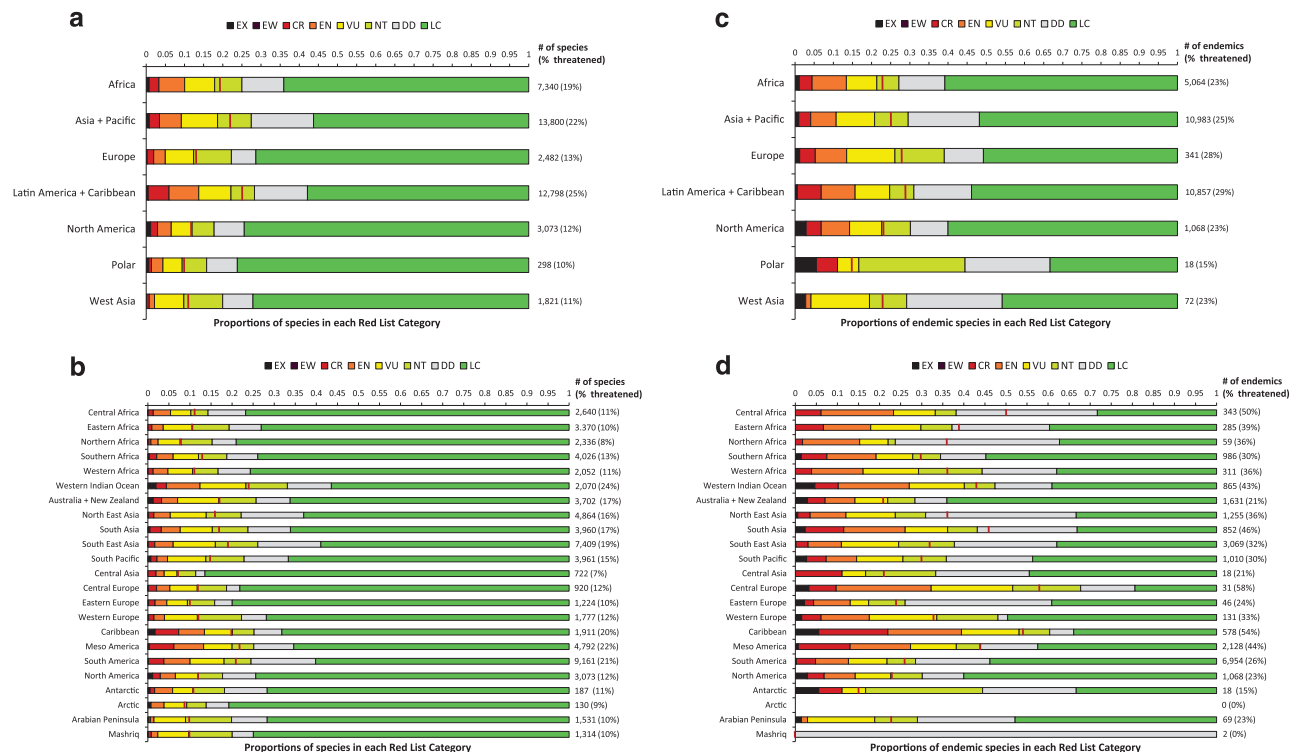 a
EX EW CR EN VU NT DD LC
0 0.05 0.1 0.15 0.2 0.25 0.3 0.35 0.4 0.45 0.5 0.55 0.6 0.65 0.7 0.75 0.8 0.85 0.9 0.95 1
# of species
(% threatened)
Africa 7,340 (19%)
Asia + Pacific 13,800 (22%)
Europe 2,482 (13%)
Latin America + Caribbean 12,798 (25%)
North America 3,073 (12%)
Polar 298 (10%)
West Asia 1,821 (11%)
Proportions of species in each Red List Category
c
EX EW CR EN VU NT DD LC
0 0.05 0.1 0.15 0.2 0.25 0.3 0.35 0.4 0.45 0.5 0.55 0.6 0.65 0.7 0.75 0.8 0.85 0.9 0.95 1
# of endemics
(% threatened)
Africa 5,064 (23%)
Asia + Pacific 10,983 (25)%
Europe 341 (28%)
Latin America + Caribbean 10,857 (29%)
North America 1,068 (23%)
Polar 18 (15%)
West Asia 72 (23%)
Proportions of endemic species in each Red List Category
b
EX EW CR EN VU NT DD LC
0 0.05 0.1 0.15 0.2 0.25 0.3 0.35 0.4 0.45 0.5 0.55 0.6 0.65 0.7 0.75 0.8 0.85 0.9 0.95 1
# of species
(% threatened)
Central Africa 2,640 (11%)
Eastern Africa 3.370 (10%)
Northern Africa 2,336 (8%)
Southern Africa 4,026 (13%)
Western Africa 2,052 (11%)
Western Indian Ocean 2,070 (24%)
Australia + New Zealand 3,702 (17%)
North East Asia 4,864 (16%)
South Asia 3,960 (17%)
South East Asia 7,409 (19%)
South Pacific 3,961 (15%)
Central Asia 722 (7%)
Central Europe 920 (12%)
Eastern Europe 1,224 (10%)
Western Europe 1,777 (12%)
Caribbean 1,911 (20%)
Meso America 4,792 (22%)
South America 9,161 (21%)
North America 3,073 (12%)
Antarctic 187 (11%)
Arctic 130 (9%)
Arabian Peninsula 1,531 (10%)
Mashriq 1,314 (10%)
Proportions of species in each Red List Category
d
EX EW CR EN VU NT DD LC
0 0.05 0.1 0.15 0.2 0.25 0.3 0.35 0.4 0.45 0.5 0.55 0.6 0.65 0.7 0.75 0.8 0.85 0.9 0.95 1
# of endemics
(% threatened)
Central Africa 343 (50%)
Eastern Africa 285 (39%)
Northern Africa 59 (36%)
Southern Africa 986 (30%)
Western Africa 311 (36%)
Western Indian Ocean 865 (43%)
Australia + New Zealand 1,631 (21%)
North East Asia 1,255 (36%)
South Asia 852 (46%)
South East Asia 3,069 (32%)
South Pacific 1,010 (30%)
Central Asia 18 (21%)
Central Europe 31 (58%)
Eastern Europe 46 (24%)
Western Europe 131 (33%)
Caribbean 578 (54%)
Meso America 2,128 (44%)
South America 6,954 (26%)
North America 1,068 (23%)
Antarctic 18 (15%)
Arctic 0 (0%)
Arabian Peninsula 69 (23%)
Mashriq 2 (0%)
Proportions of endemic species in each Red List Category